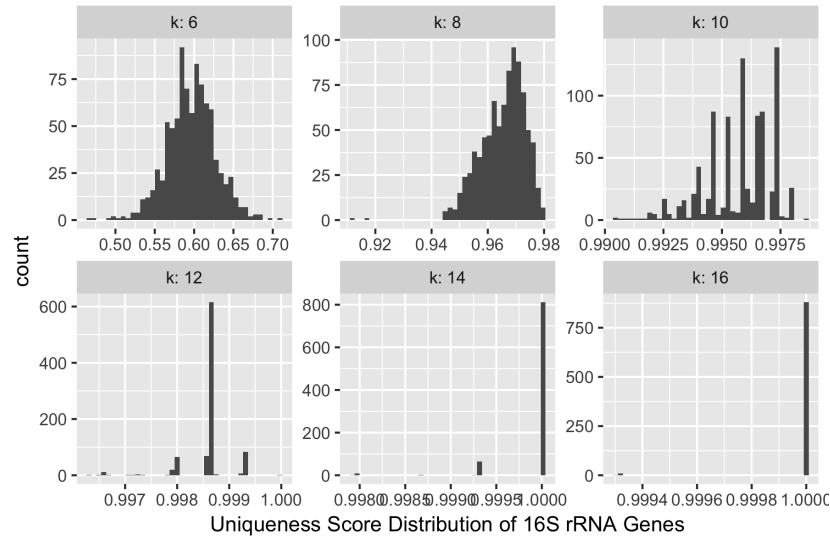 k: 6
k: 8
k: 10
75
50
25
0
0.50 0.55 0.60 0.65 0.70
100
75
50
25
0
0.92 0.94 0.96 0.98
100
50
0
0.9900 0.9925 0.9950 0.9975
count
k: 12
k: 14
k: 16
600
400
200
0
0.997 0.998 0.999 1.000
800
600
400
200
0
0.9980 0.9985 0.9990 0.9995 1.0000
750
500
250
0
0.9994 0.9996 0.9998 1.0000
Uniqueness Score Distribution of 16S rRNA Genes